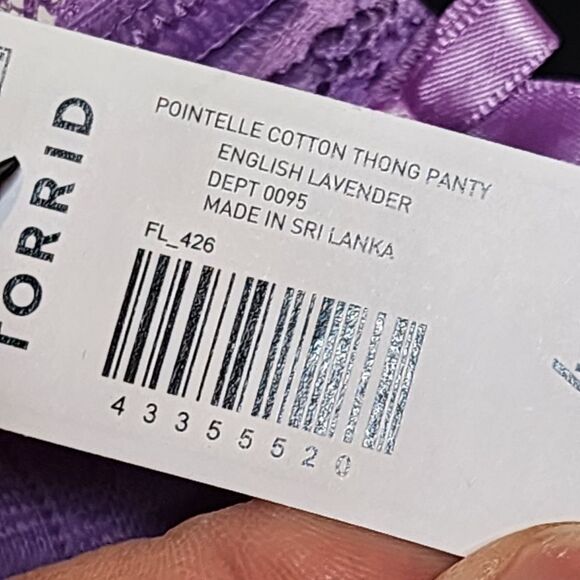 TORRID
POINTELLE COTTON THONG PANTY
ENGLISH LAVENDER
DEPT 0095
MADE IN SRI LANKA
FL_426
43355520